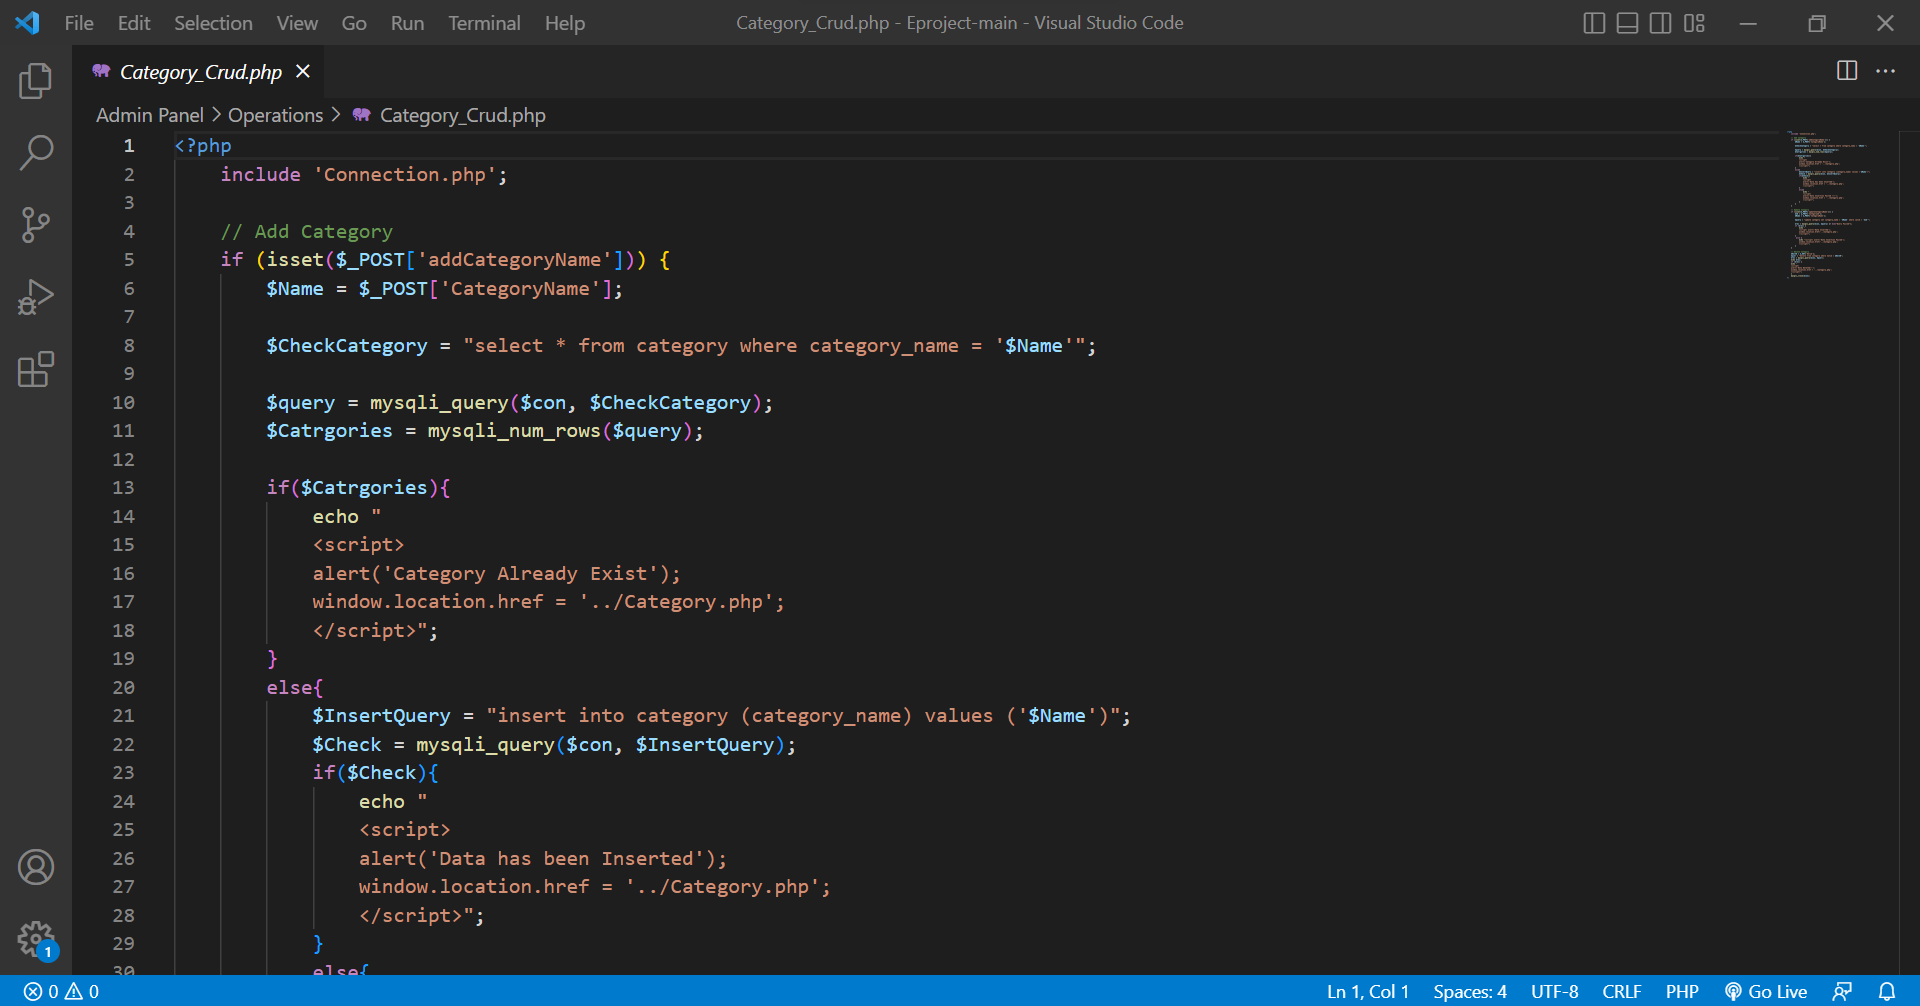 File Edit Selection View Go Run Terminal Help Category_Crud.php - Eproject-main - Visual Studio Code
Category_Crud.php
Admin Panel > Operations > Category_Crud.php
1 <?php
2 include 'Connection.php';
3
4 // Add Category
5 if (isset($_POST['addCategoryName'])) {
6 $Name = $_POST['CategoryName'];
7
8 $CheckCategory = "select * from category where category_name = '$Name'";
9
10 $query = mysqli_query($con, $CheckCategory);
11 $Catrgories = mysqli_num_rows($query);
12
13 if($Catrgories){
14 echo "
15 <script>
16 alert('Category Already Exist');
17 window.location.href = '../Category.php';
18 </script>";
19 }
20 else{
21 $InsertQuery = "insert into category (category_name) values ('$Name')";
22 $Check = mysqli_query($con, $InsertQuery);
23 if($Check){
24 echo "
25 <script>
26 alert('Data has been Inserted');
27 window.location.href = '../Category.php';
28 </script>";
29 }
30 else{
1
0 0 Ln 1, Col 1 Spaces: 4 UTF-8 CRLF PHP Go Live